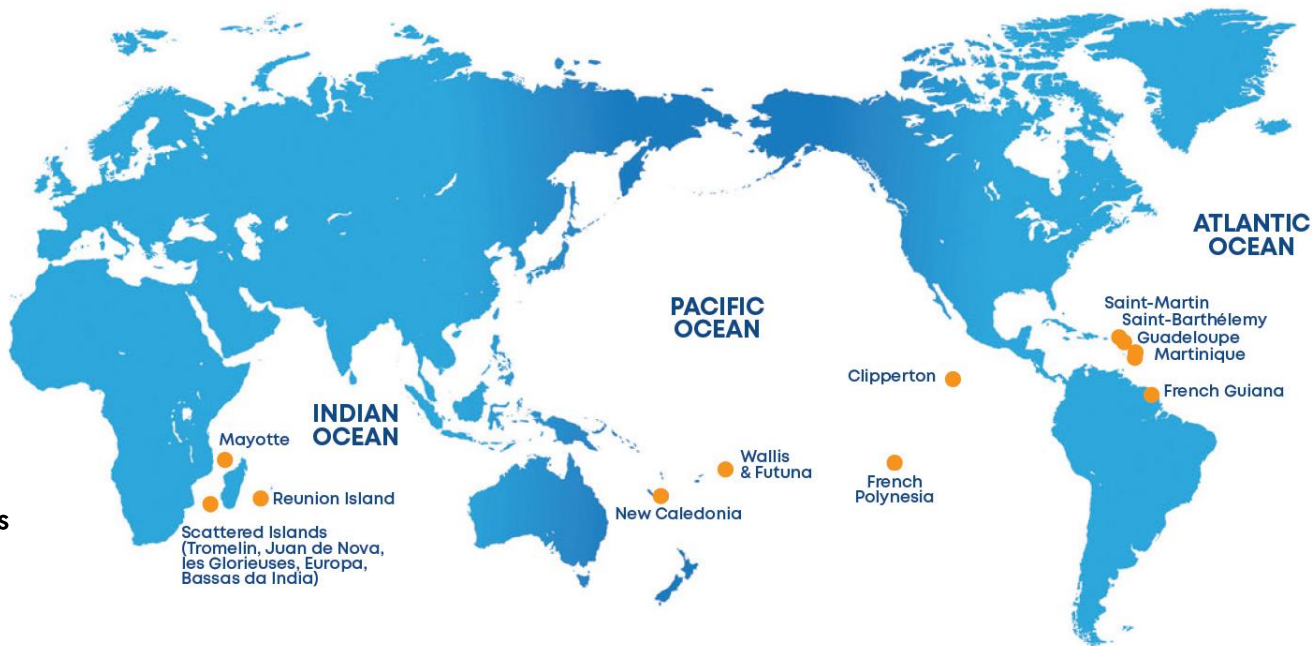 ATLANTIC
OCEAN
PACIFIC
OCEAN
Saint-Martin
Saint-Barthélemy
Guadeloupe
Martinique
Clipperton
French Guiana
INDIAN
OCEAN
Mayotte
Wallis
& Futuna
French
Polynesia
Reunion Island
New Caledonia
s
Scattered Islands
(Tromelin, Juan de Nova,
les Glorieuses, Europa,
Bassas da India)